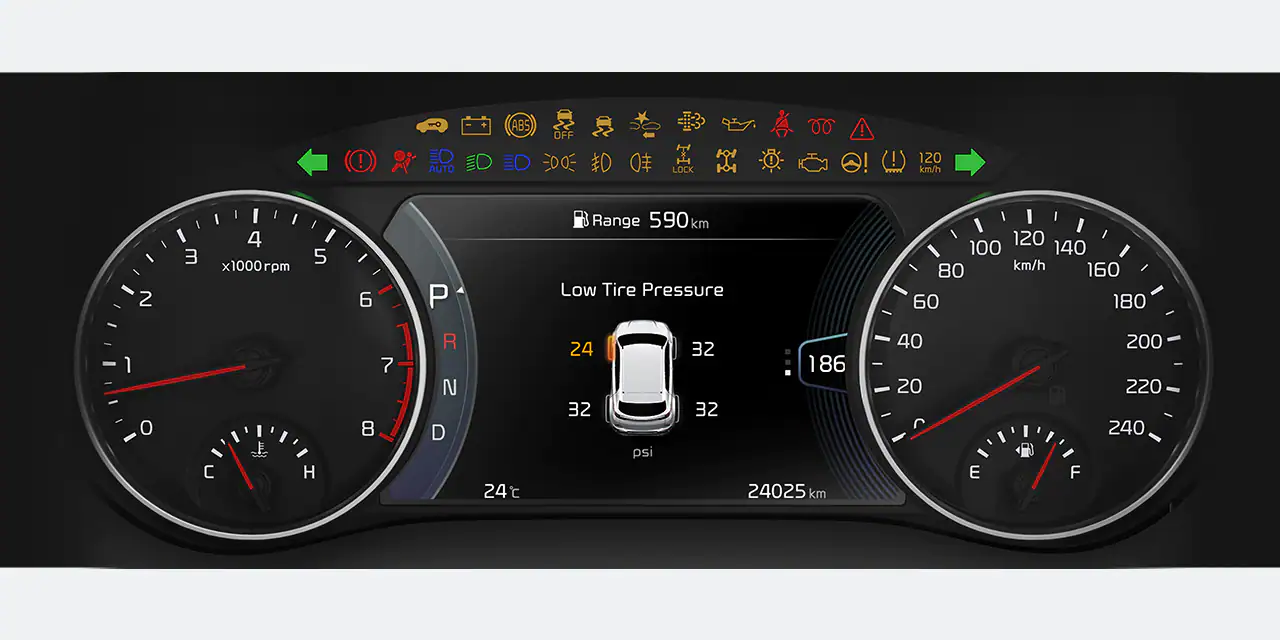 ABS
OFF
AUTO
LOCK
120
km/h
Range 590 km
Low Tire Pressure
24
32
32
32
psi
24℃
24025 km
P
R
N
D
186
0
1
2
3
4
5
6
7
8
x1000rpm
C
H
0
20
40
60
80
100
120
140
160
180
200
220
240
km/h
E
F